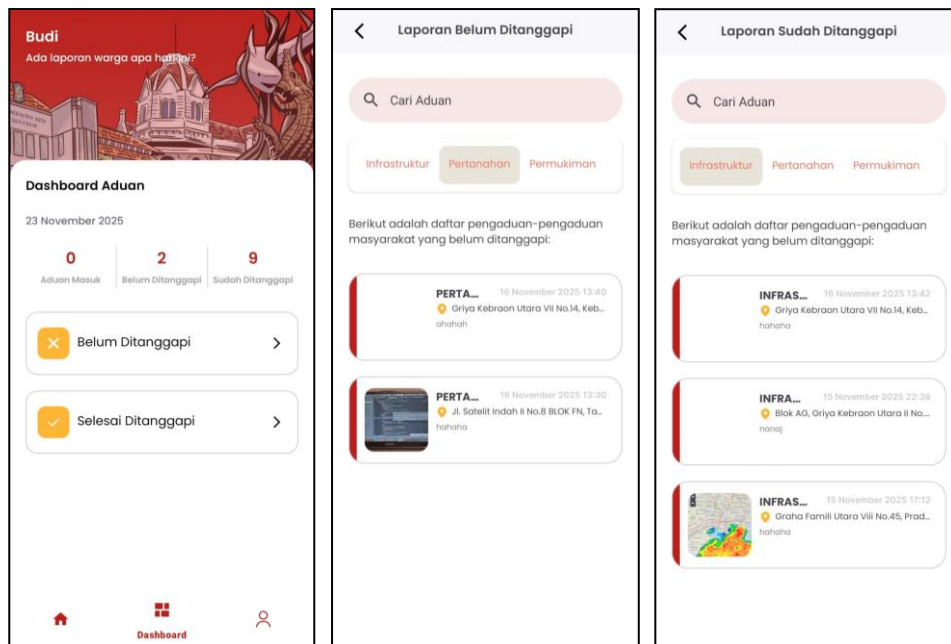 Budi
Ada laporan warga apa hari ini?
Dashboard Aduan
23 November 2025
0
2
9
Aduan Masuk
Belum Ditanggapi
Sudah Ditanggapi
Belum Ditanggapi
Selesai Ditanggapi
Dashboard
Laporan Belum Ditanggapi
Cari Aduan
Infrastruktur Pertanahan Permukiman
Berikut adalah daftar pengaduan-pengaduan
masyarakat yang belum ditanggapi:
PERTA... 16 November 2025 13:40
Griya Kebraon Utara VII No.14, Keb...
ahahah
PERTA... 16 November 2025 13:30
Jl. Satelit Indah II No.8 BLOK FN, Ta...
hahaha
Laporan Sudah Ditanggapi
Cari Aduan
Infrastruktur Pertanahan Permukiman
Berikut adalah daftar pengaduan-pengaduan
masyarakat yang belum ditanggapi:
INFRAS... 16 November 2025 13:42
Griya Kebraon Utara VII No.14, Keb...
hahaha
INFRA... 15 November 2025 22:38
Blok AG, Griya Kebraon Utara II No....
nanaj
INFRAS... 15 November 2025 17:12
Graha Famili Utara Viii No.45, Prad...
hahaha